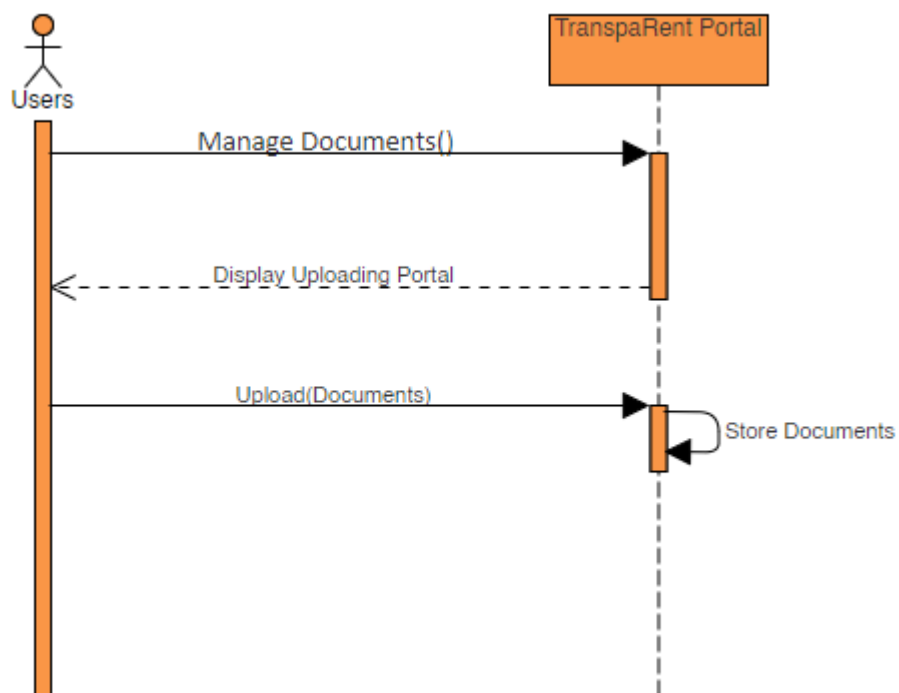 TranspaRent Portal
Users
Manage Documents()
Display Uploading Portal
Upload(Documents)
Store Documents